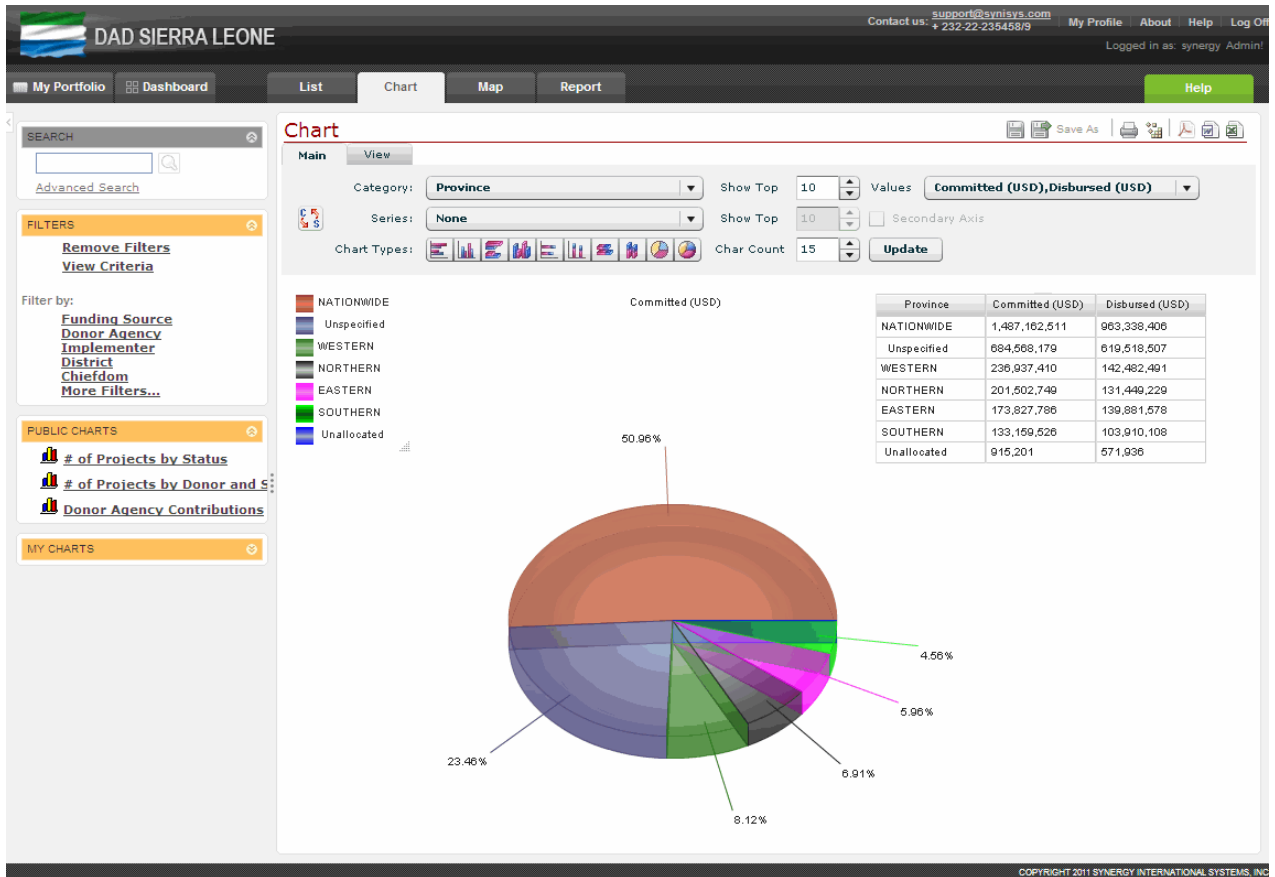 Contact us: support@synisys.com
+ 232-22-235458/9
My Profile About Help Log Off
DAD SIERRA LEONE
Logged in as: synergy Admin!
My Portfolio Dashboard List Chart Map Report Help
SEARCH
Advanced Search
FILTERS
Remove Filters
View Criteria
Filter by:
Funding Source
Donor Agency
Implementer
District
Chiefdom
More Filters...
PUBLIC CHARTS
# of Projects by Status
# of Projects by Donor and S
Donor Agency Contributions
MY CHARTS
Chart
Save As
Main View
Category: Province Show Top 10 Values Committed (USD),Disbursed (USD)
C S Series: None Show Top 10 Secondary Axis
Chart Types: Char Count 15 Update
NATIONWIDE
Unspecified
WESTERN
NORTHERN
EASTERN
SOUTHERN
Unallocated
Committed (USD)
Province Committed (USD) Disbursed (USD)
NATIONWIDE 1,487,162,511 963,338,406
Unspecified 684,568,179 619,518,507
WESTERN 236,937,410 142,482,491
NORTHERN 201,502,749 131,449,229
EASTERN 173,827,786 139,881,578
SOUTHERN 133,159,526 103,910,108
Unallocated 915,201 571,936
50.96%
4.56%
5.96%
23.46%
6.91%
8.12%
COPYRIGHT 2011 SYNERGY INTERNATIONAL SYSTEMS, INC